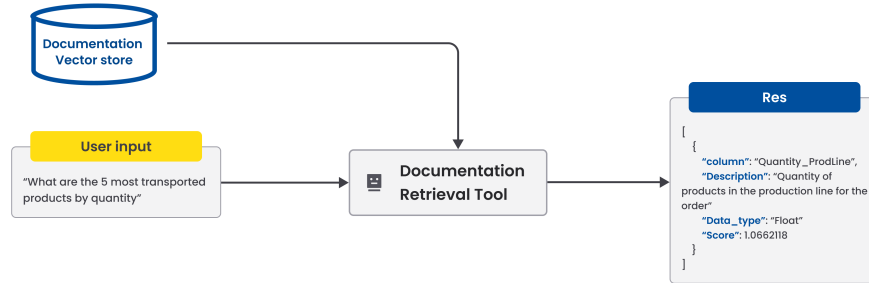 Documentation
Vector store
User input
“What are the 5 most transported
products by quantity”
Documentation
Retrieval Tool
Res
[
{
“column”: “Quantity_ProdLine”,
“Description”: “Quantity of
products in the production line for the
order”
“Data_type”: “Float”
“Score”: 1.0662118
}
]